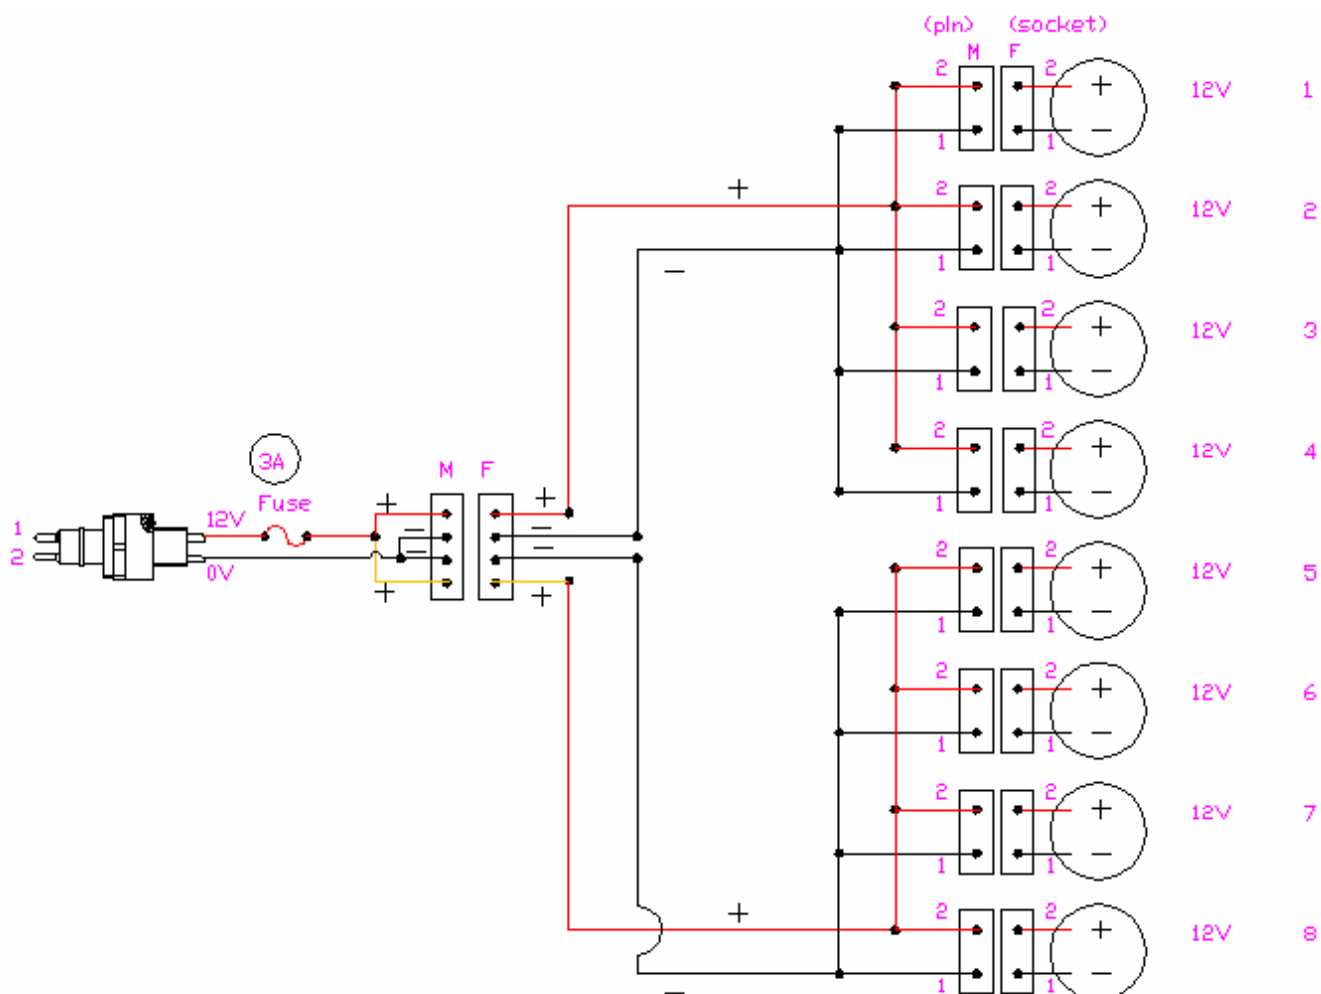 (pin) (socket)
M F
2 2
+ 12V 1
−
1 1
+
2 2
+ 12V 2
−
1 1
−
2 2
+ 12V 3
−
1 1
2 2
+ 12V 4
−
1 1
3A
M F
Fuse
+ +
1 12V − −
2 0V − −
+ +
2 2
+ 12V 5
−
1 1
2 2
+ 12V 6
−
1 1
2 2
+ 12V 7
−
1 1
+
2 2
+ 12V 8
−
1 1
−